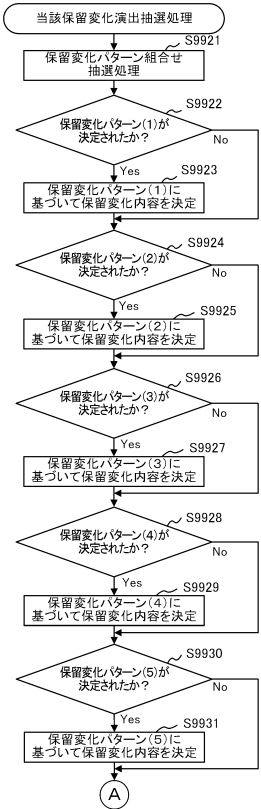 当該保留変化演出抽選処理
S9921
保留変化パターン組合せ
抽選処理
S9922
保留変化パターン(1)が
決定されたか？
No
Yes
S9923
保留変化パターン(1)に
基づいて保留変化内容を決定
S9924
保留変化パターン(2)が
決定されたか？
No
Yes
S9925
保留変化パターン(2)に
基づいて保留変化内容を決定
S9926
保留変化パターン(3)が
決定されたか？
No
Yes
S9927
保留変化パターン(3)に
基づいて保留変化内容を決定
S9928
保留変化パターン(4)が
決定されたか？
No
Yes
S9929
保留変化パターン(4)に
基づいて保留変化内容を決定
S9930
保留変化パターン(5)が
決定されたか？
No
Yes
S9931
保留変化パターン(5)に
基づいて保留変化内容を決定
A